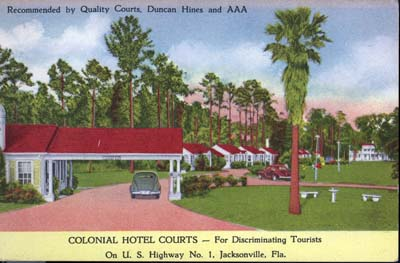 Recommended by Quality Courts, Duncan Hines and AAA
COLONIAL HOTEL COURTS — For Discriminating Tourists
On U. S. Highway No. 1, Jacksonville, Fla.